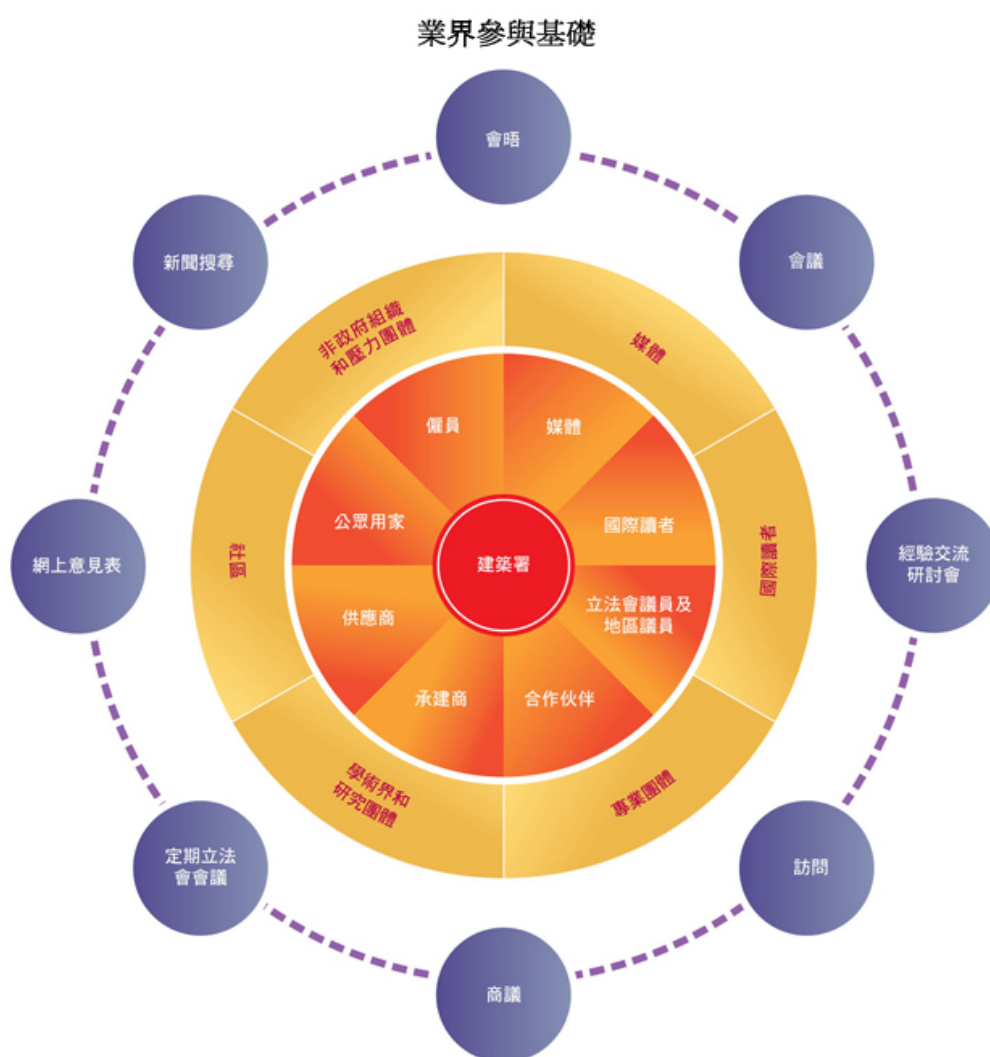 業界參與基礎
會晤
會議
經驗交流
研討會
訪問
商議
定期立法
會會議
網上意見表
新聞搜尋
非政府組織
和壓力團體
媒體
國際讀者
專業團體
學術界和
研究團體
社區
僱員
媒體
國際讀者
立法會議員及
地區議員
合作伙伴
承建商
供應商
公眾用家
建築署